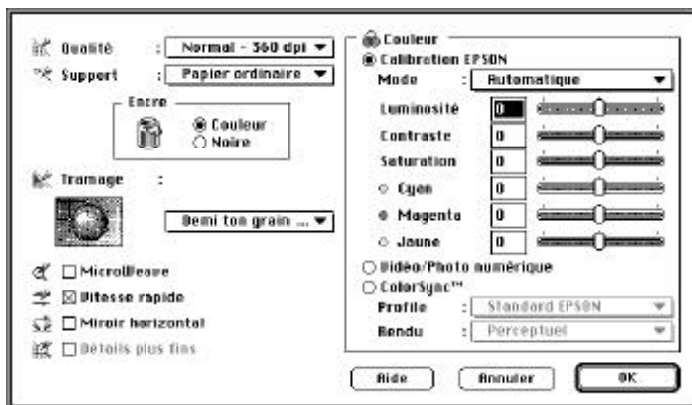 Qualité : Normal - 360 dpi
Support : Papier ordinaire
Encre
Couleur
Noire
Tramage :
Demi ton grain ...
MicroWeave
Vitesse rapide
Miroir horizontal
Détails plus fins
Couleur
Calibration EPSON
Mode : Automatique
Luminosité 0
Contraste 0
Saturation 0
Cyan 0
Magenta 0
Jaune 0
Vidéo/Photo numérique
ColorSync™
Profile : Standard EPSON
Rendu : Perceptuel
Aide
Annuler
OK